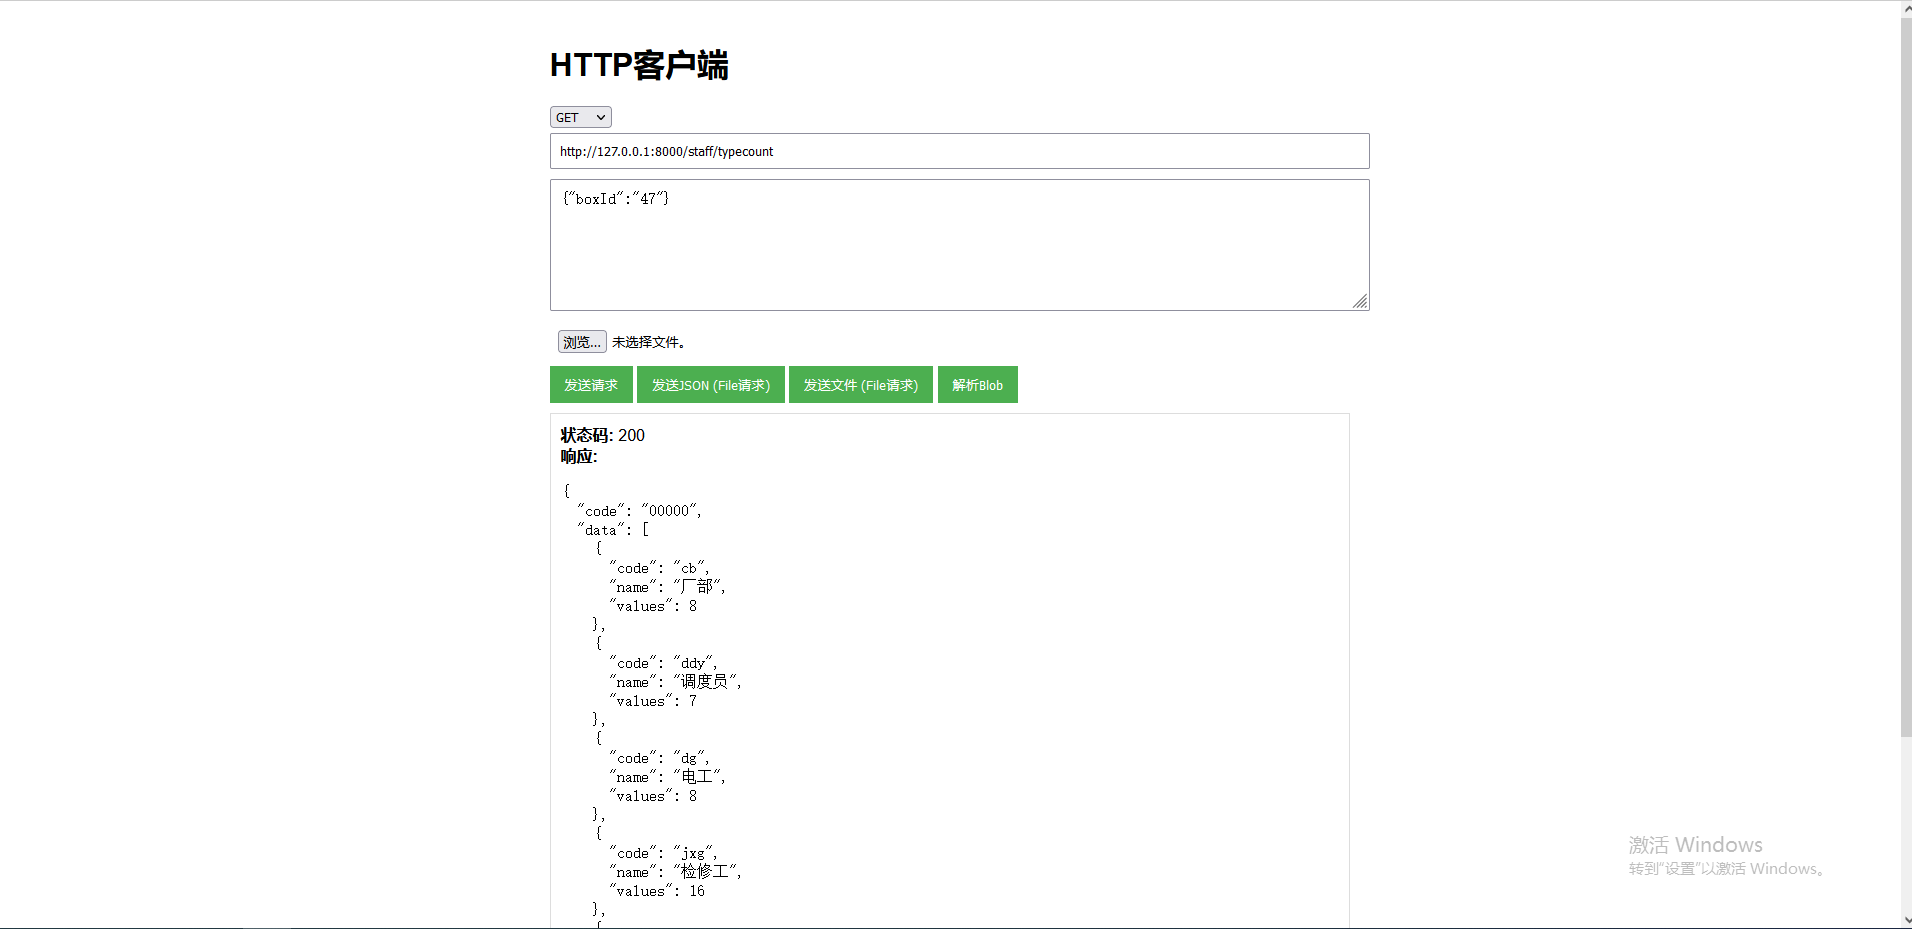 HTTP客户端
GET
http://127.0.0.1:8000/staff/typecount
{"boxId":"47"}
浏览... 未选择文件。
发送请求 发送JSON (File请求) 发送文件 (File请求) 解析Blob
状态码: 200
响应:
{
"code": "00000",
"data": [
{
"code": "cb",
"name": "厂部",
"values": 8
},
{
"code": "ddy",
"name": "调度员",
"values": 7
},
{
"code": "dg",
"name": "电工",
"values": 8
},
{
"code": "jxg",
"name": "检修工",
"values": 16
},
{
激活 Windows
转到“设置”以激活 Windows。